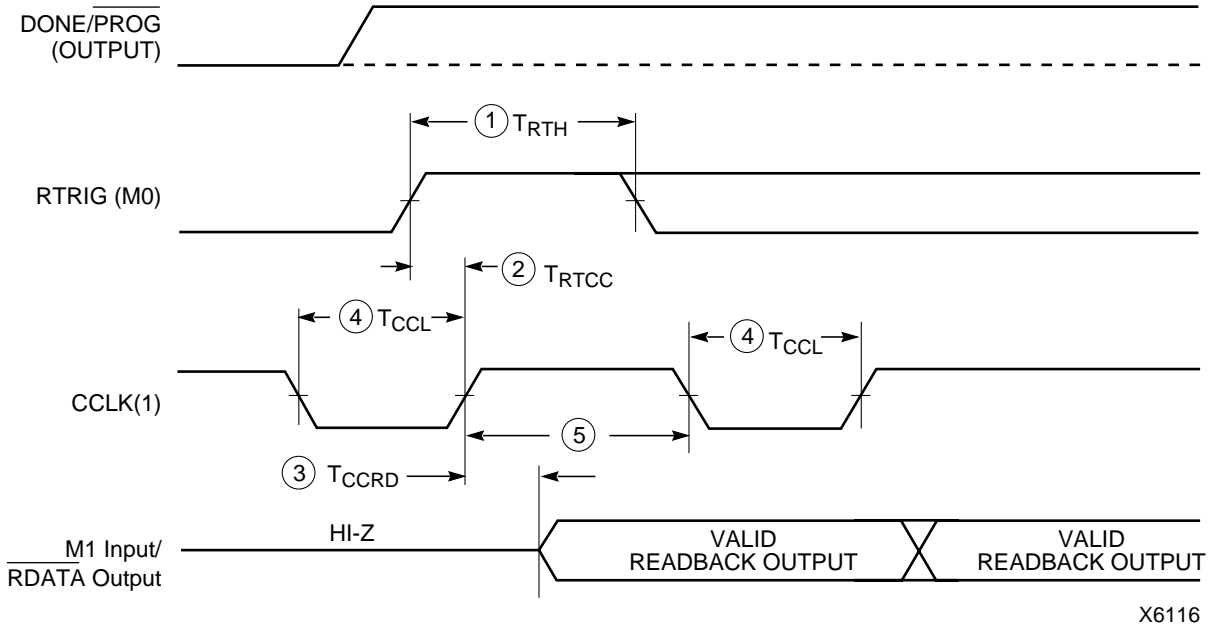 DONE/PROG
(OUTPUT)
1 TRTH
RTRIG (M0)
2 TRTCC
4 TCCL
4 TCCL
CCLK(1)
5
3 TCCRD
HI-Z
M1 Input/
RDATA Output
VALID
READBACK OUTPUT
VALID
READBACK OUTPUT
X6116